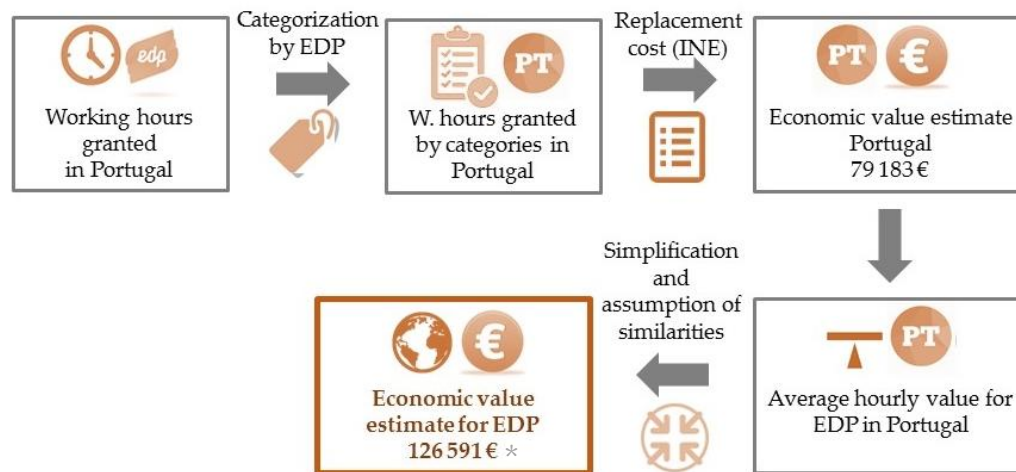 edp
Working hours
granted
in Portugal
Categorization
by EDP
PT
W. hours granted
by categories in
Portugal
Replacement
cost (INE)
PT €
Economic value estimate
Portugal
79 183 €
PT
Average hourly value for
EDP in Portugal
Simplification
and
assumption of
similarities
€
Economic value
estimate for EDP
126 591 € *